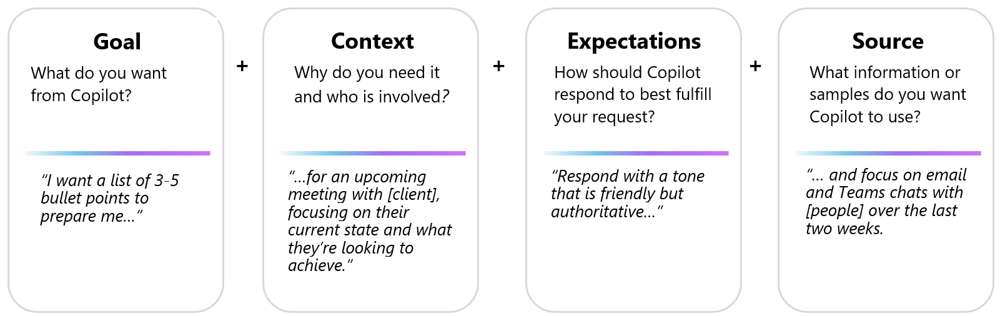 Goal
What do you want
from Copilot?
“I want a list of 3-5
bullet points to
prepare me...”
+
Context
Why do you need it
and who is involved?
“...for an upcoming
meeting with [client],
focusing on their
current state and what
they’re looking to
achieve.”
+
Expectations
How should Copilot
respond to best fulfill
your request?
“Respond with a tone
that is friendly but
authoritative...”
+
Source
What information or
samples do you want
Copilot to use?
“... and focus on email
and Teams chats with
[people] over the last
two weeks.